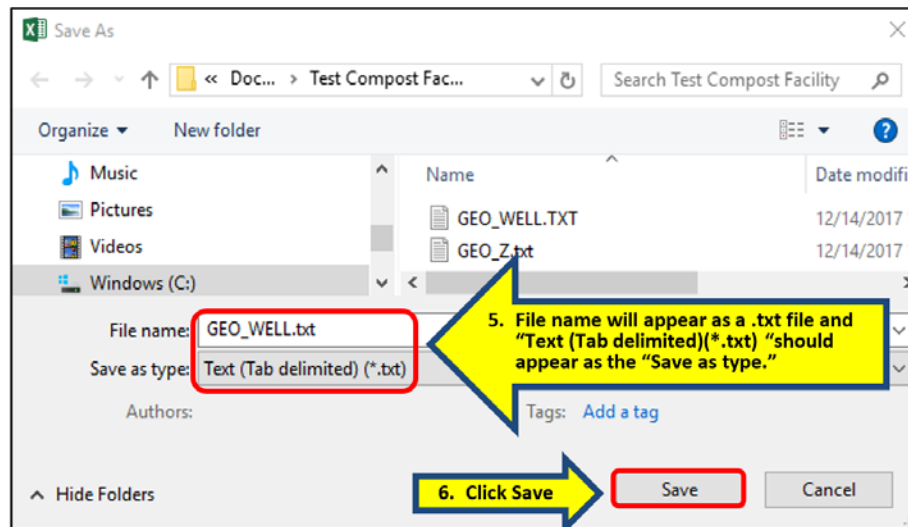 Save As
« Doc... > Test Compost Fac...
Search Test Compost Facility
Organize
New folder
?
Music
Pictures
Videos
Windows (C:)
Name
Date modifi
GEO_WELL.TXT
12/14/2017
GEO_Z.txt
12/14/2017
File name: GEO_WELL.txt
Save as type: Text (Tab delimited) (*.txt)
5. File name will appear as a .txt file and
“Text (Tab delimited)(*.txt) “should
appear as the “Save as type.”
Authors:
Tags: Add a tag
Hide Folders
6. Click Save
Save
Cancel